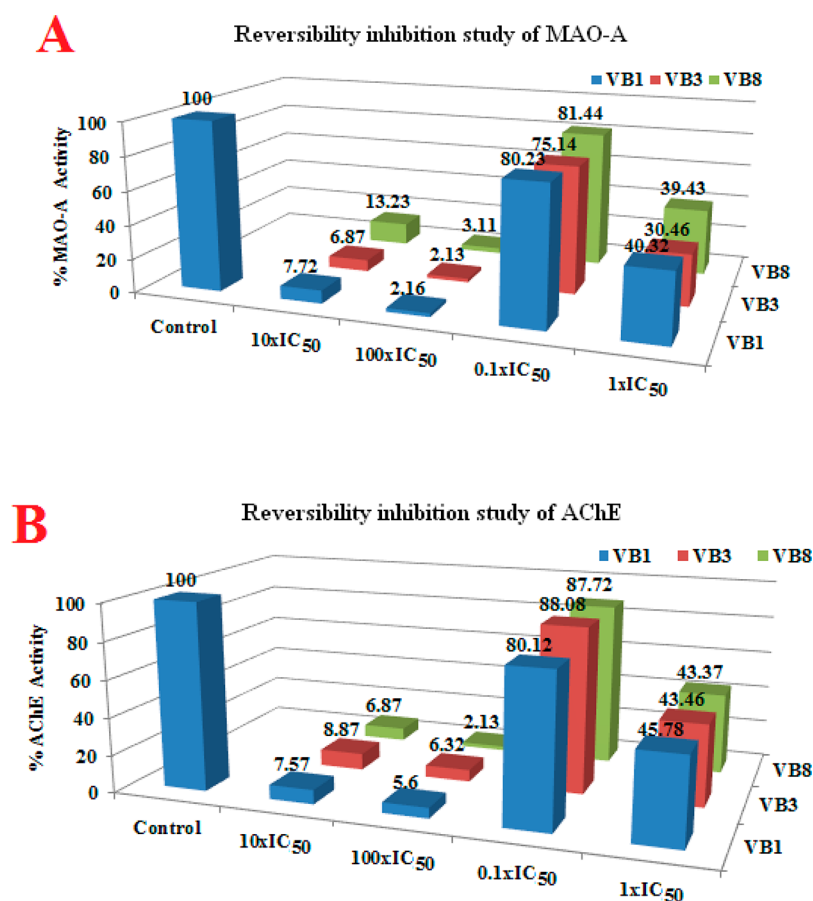 A
Reversibility inhibition study of MAO-A
VB1 VB3 VB8
% MAO-A Activity
100
80
60
40
20
0
100
7.72
6.87
13.23
2.16
2.13
3.11
80.23
75.14
81.44
40.32
30.46
39.43
Control
10xIC50
100xIC50
0.1xIC50
1xIC50
VB8
VB3
VB1
B
Reversibility inhibition study of AChE
VB1 VB3 VB8
% AChE Activity
100
80
60
40
20
0
100
7.57
8.87
6.87
5.6
6.32
2.13
80.12
88.08
87.72
45.78
43.46
43.37
Control
10xIC50
100xIC50
0.1xIC50
1xIC50
VB8
VB3
VB1